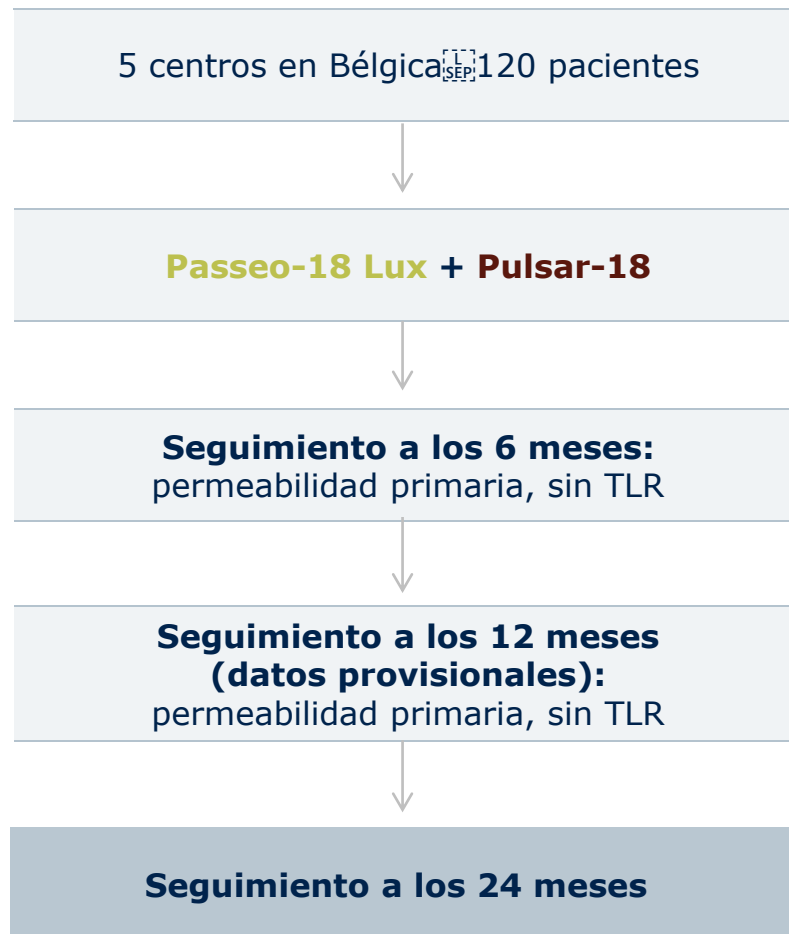 5 centros en Bélgica 120 pacientes
Passeo-18 Lux + Pulsar-18
Seguimiento a los 6 meses:
permeabilidad primaria, sin TLR
Seguimiento a los 12 meses
(datos provisionales):
permeabilidad primaria, sin TLR
Seguimiento a los 24 meses